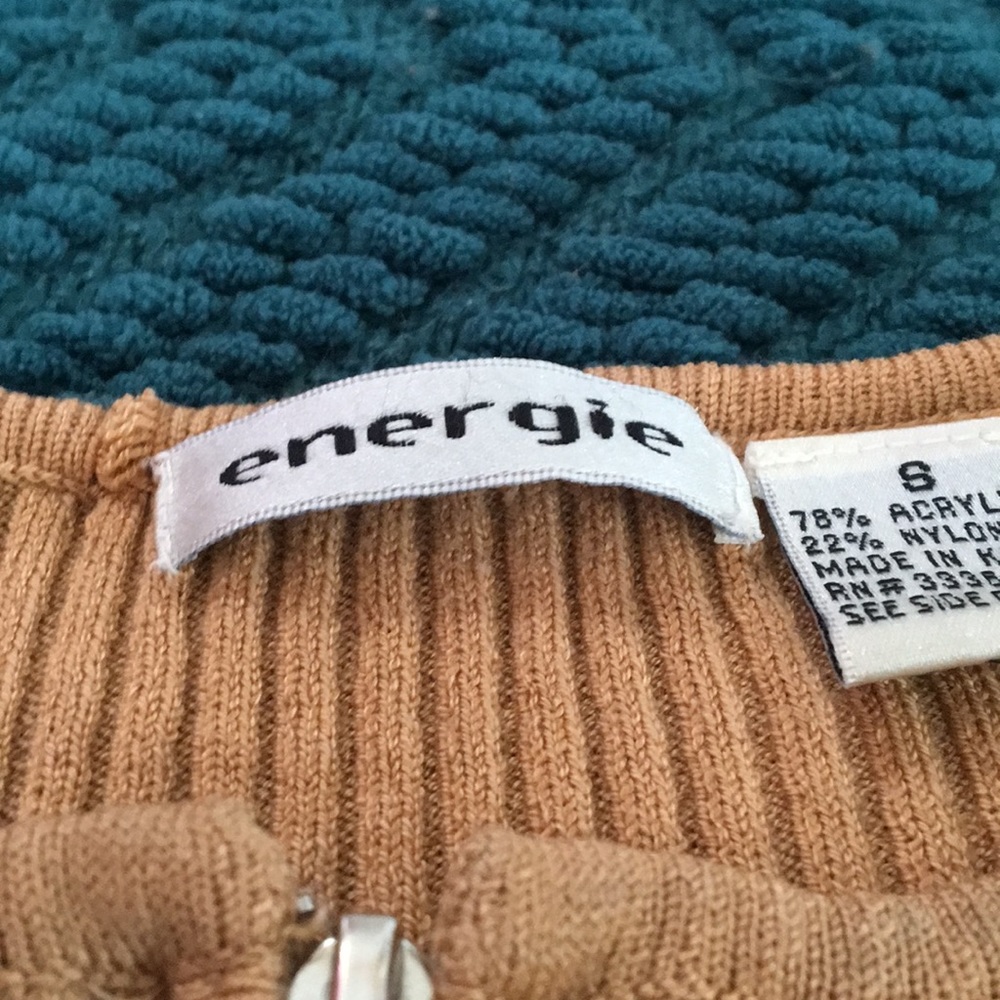 energie
S
78% ACRYL
22% NYLON
MADE IN K
RN# 333
SEE SIDE